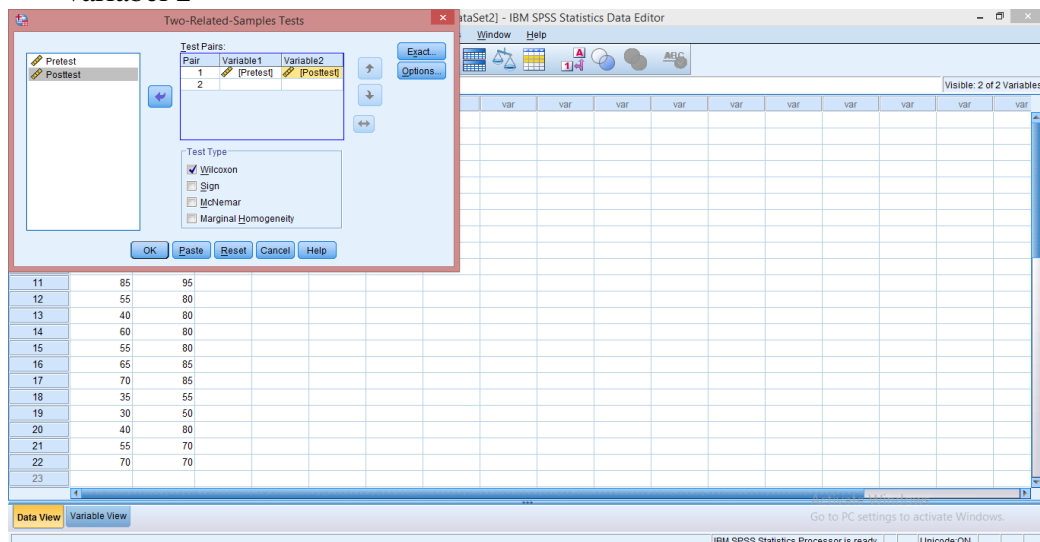 Two-Related-Samples Tests
ataSet2] - IBM SPSS Statistics Data Editor
Window Help
Pretest
Posttest
Test Pairs:
Pair Variable1 Variable2
1 [Pretest] [Posttest]
2
Exact...
Options...
Test Type
Wilcoxon
Sign
McNemar
Marginal Homogeneity
OK Paste Reset Cancel Help
Visible: 2 of 2 Variables
var var var var var var var var var var
11 85 95
12 55 80
13 40 80
14 60 80
15 55 80
16 65 85
17 70 85
18 35 55
19 30 50
20 40 80
21 55 70
22 70 70
23
Data View Variable View
Go to PC settings to activate Windows.
IBM SPSS Statistics Processor is ready Unicode:ON